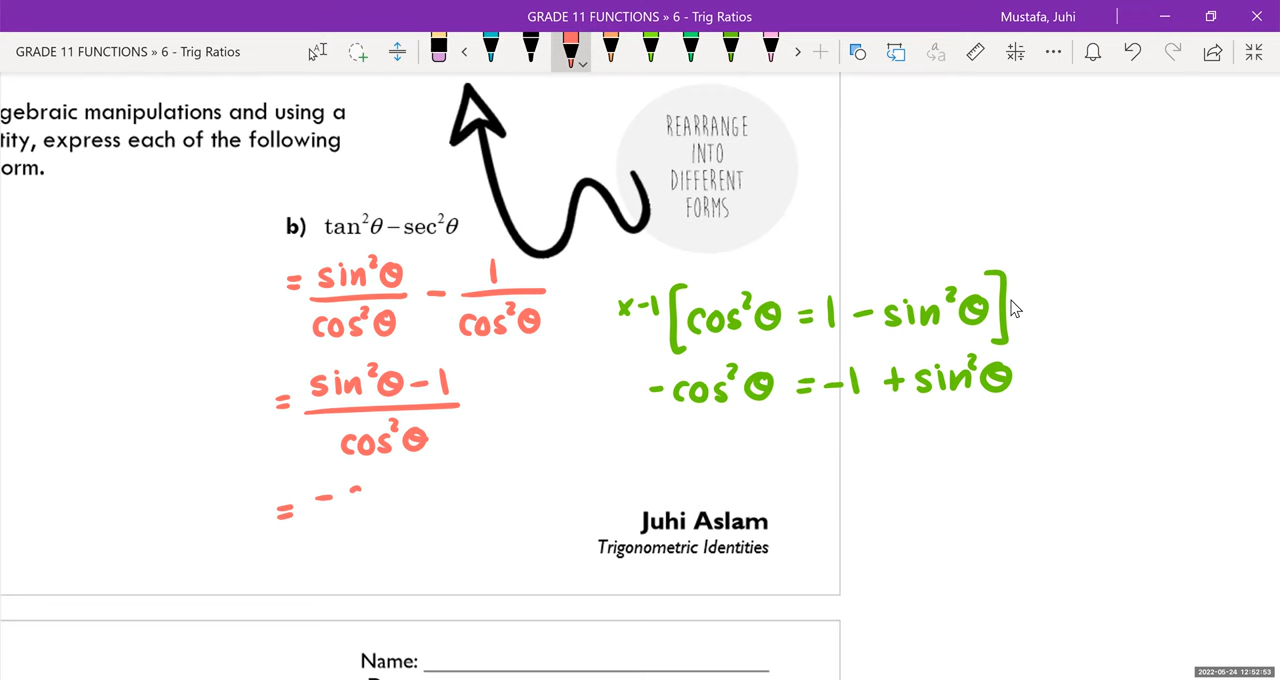 GRADE 11 FUNCTIONS » 6 - Trig Ratios
Mustafa, Juhi
GRADE 11 FUNCTIONS » 6 - Trig Ratios
gebraic manipulations and using a
tity, express each of the following
orm.
REARRANGE
INTO
DIFFERENT
FORMS
b) tan²θ – sec²θ
= sin²θ/cos²θ - 1/cos²θ
= (sin²θ - 1)/cos²θ
= -
x-1 [cos²θ = 1 - sin²θ]
-cos²θ = -1 + sin²θ
Juhi Aslam
Trigonometric Identities
Name:
2022-05-24 12:52:53